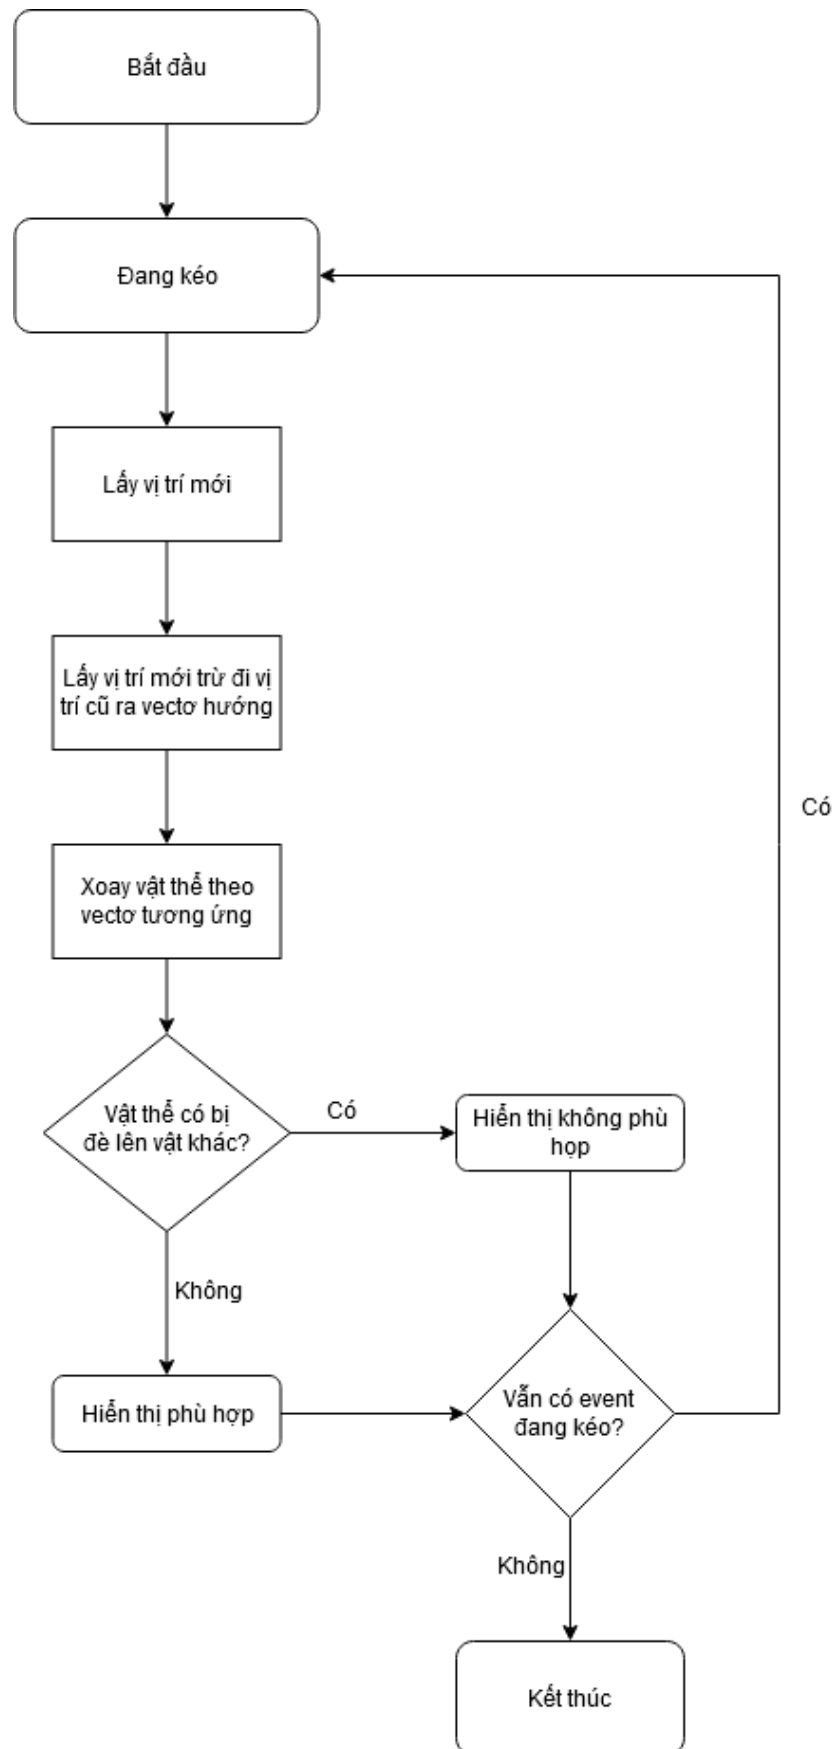 Bắt đầu
Đang kéo
Lấy vị trí mới
Lấy vị trí mới trừ đi vị
trí cũ ra vectơ hướng
Có
Xoay vật thể theo
vectơ tương ứng
Vật thể có bị
đè lên vật khác?
Có
Hiển thị không phù
họp
Không
Hiển thị phù hợp
Vẫn có event
đang kéo?
Không
Kết thúc